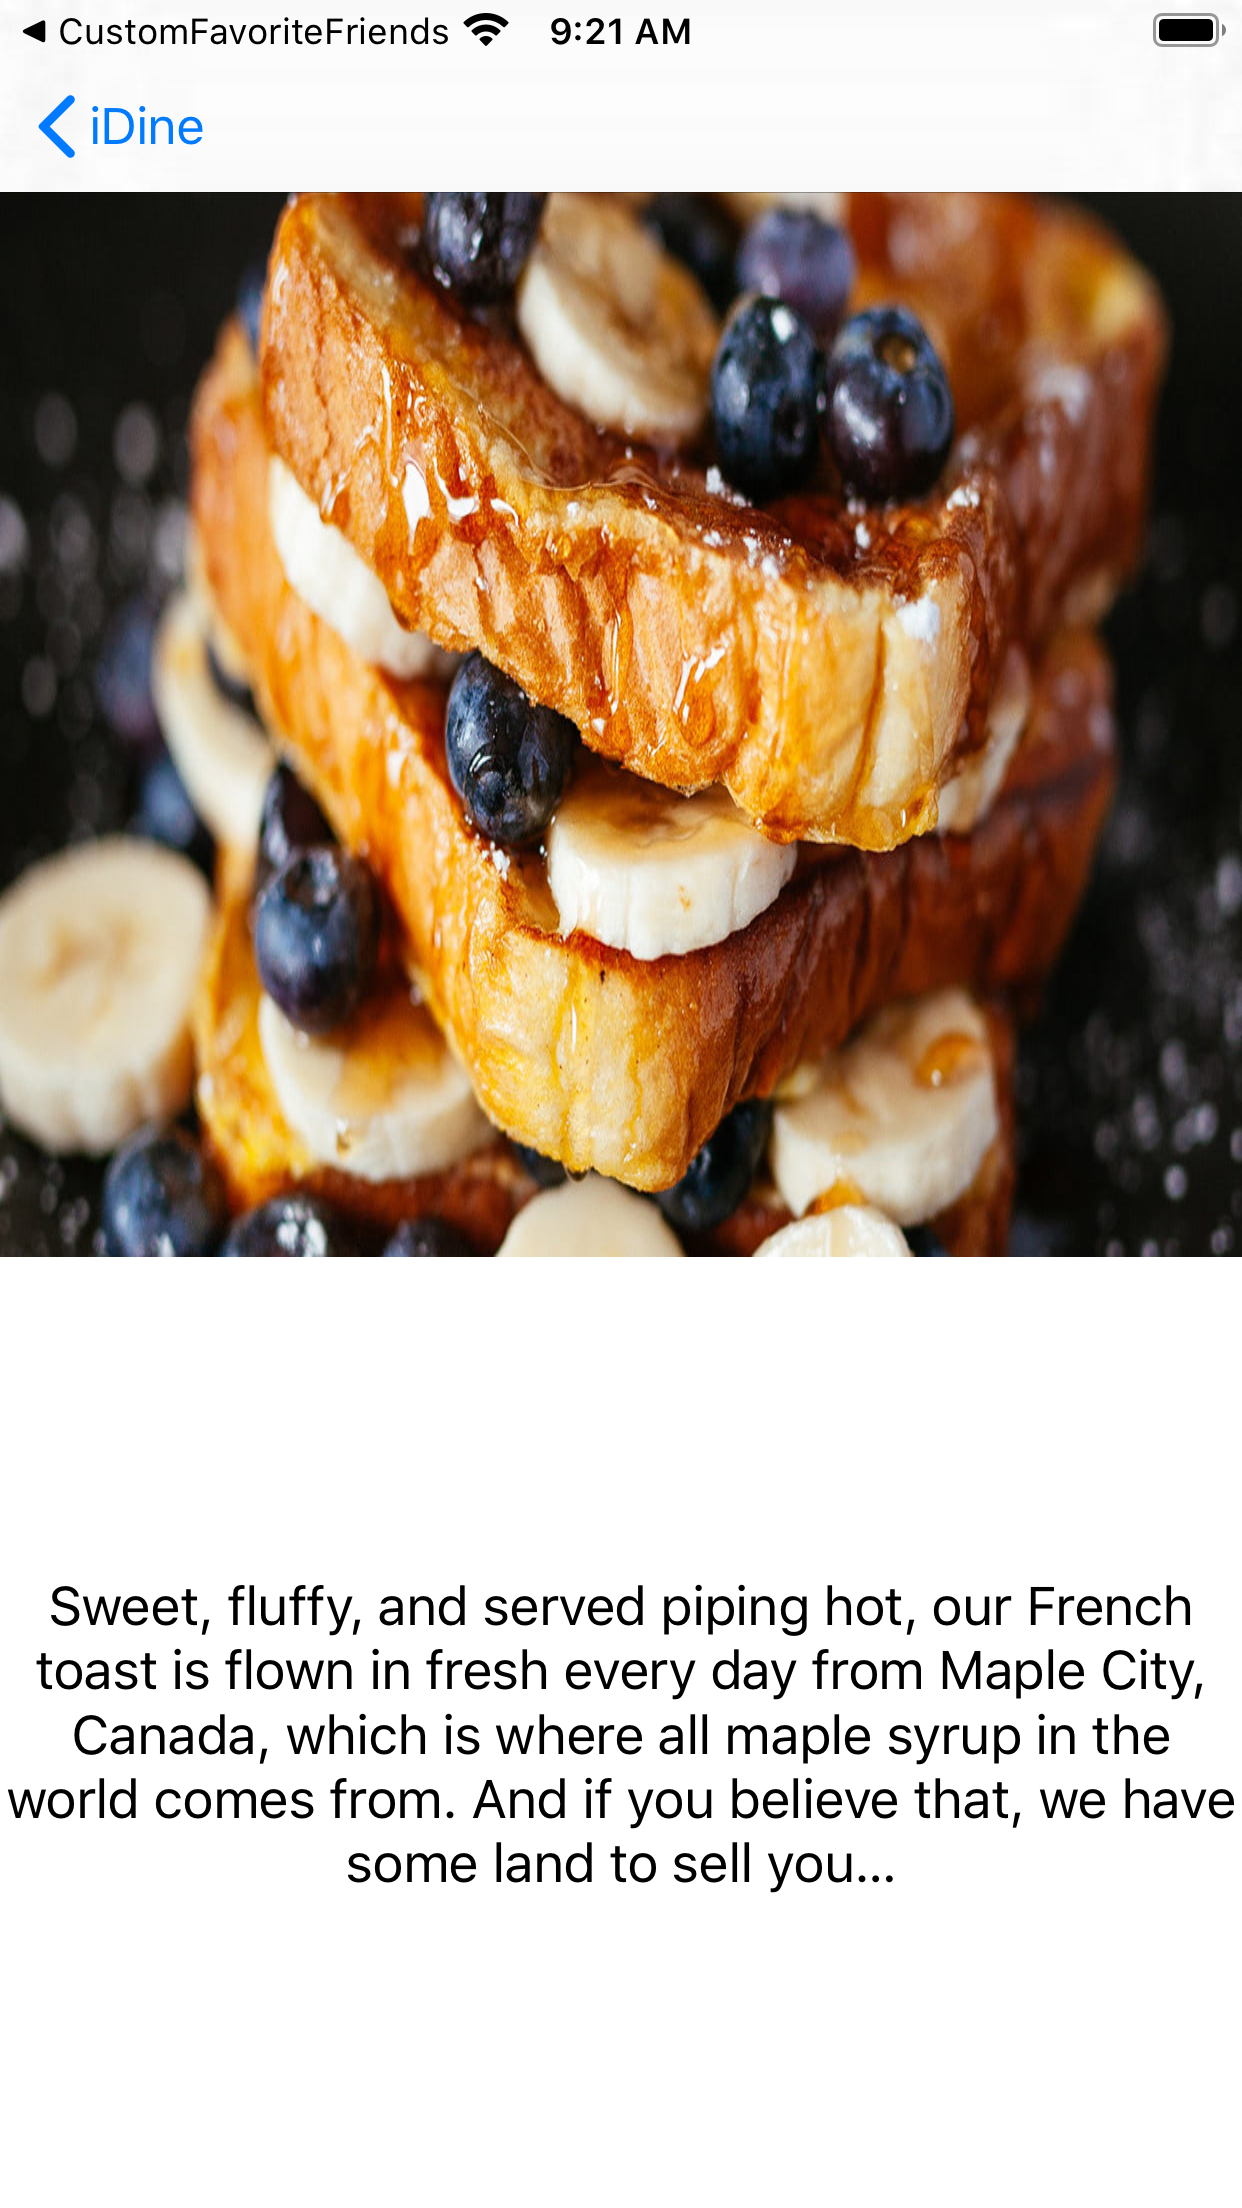 CustomFavoriteFriends 9:21 AM
iDine
Sweet, fluffy, and served piping hot, our French
toast is flown in fresh every day from Maple City,
Canada, which is where all maple syrup in the
world comes from. And if you believe that, we have
some land to sell you...